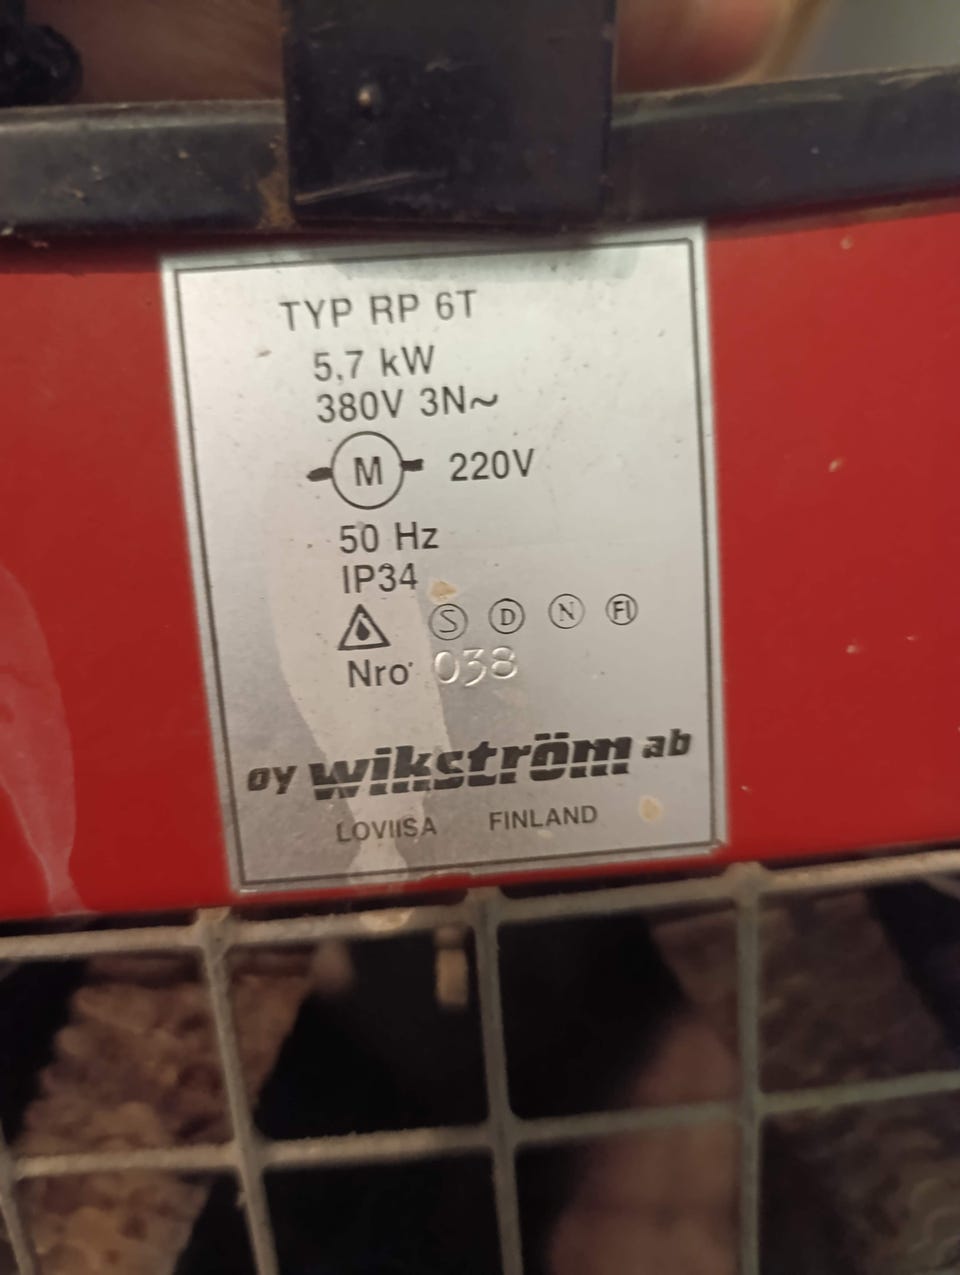 TYP RP 6T
5,7 kW
380V 3N~
M 220V
50 Hz
IP34
S D N FI
Nro 038
oy wikström ab
LOVIISA FINLAND